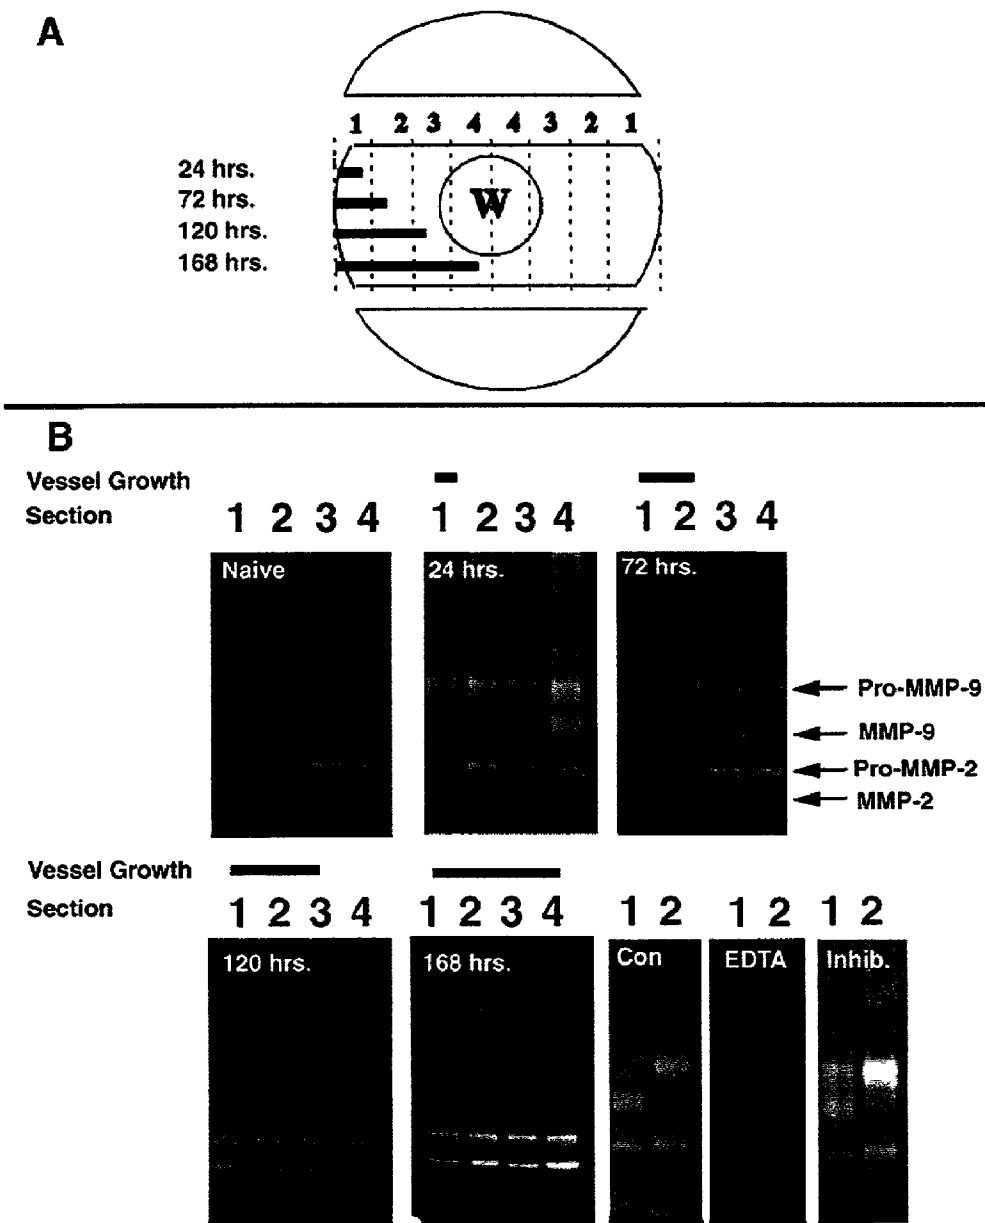 A
1 2 3 4 4 3 2 1
24 hrs.
72 hrs.
120 hrs.
168 hrs.
W
B
Vessel Growth
Section
1 2 3 4
1 2 3 4
1 2 3 4
Naive
24 hrs.
72 hrs.
Pro-MMP-9
MMP-9
Pro-MMP-2
MMP-2
Vessel Growth
Section
1 2 3 4
1 2 3 4
1 2
1 2
1 2
120 hrs.
168 hrs.
Con
EDTA
Inhib.